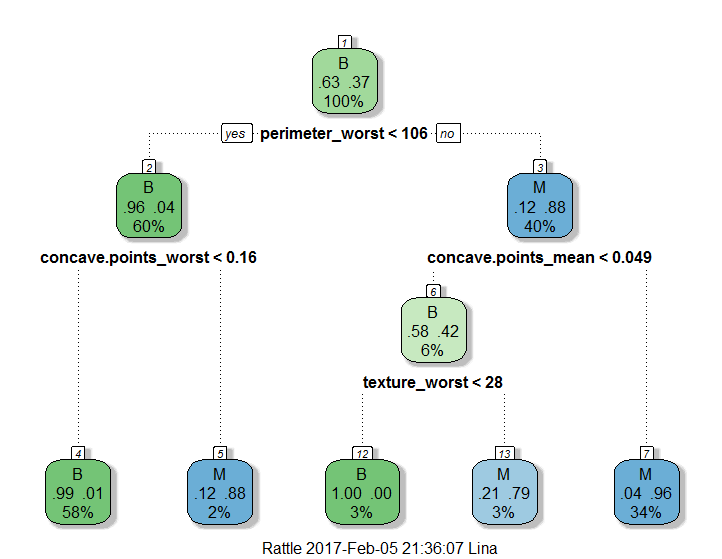 1
B
.63 .37
100%
yes perimeter_worst < 106 no
2
B
.96 .04
60%
3
M
.12 .88
40%
concave.points_worst < 0.16
concave.points_mean < 0.049
6
B
.58 .42
6%
texture_worst < 28
4
B
.99 .01
58%
5
M
.12 .88
2%
12
B
1.00 .00
3%
13
M
.21 .79
3%
7
M
.04 .96
34%
Rattle 2017-Feb-05 21:36:07 Lina